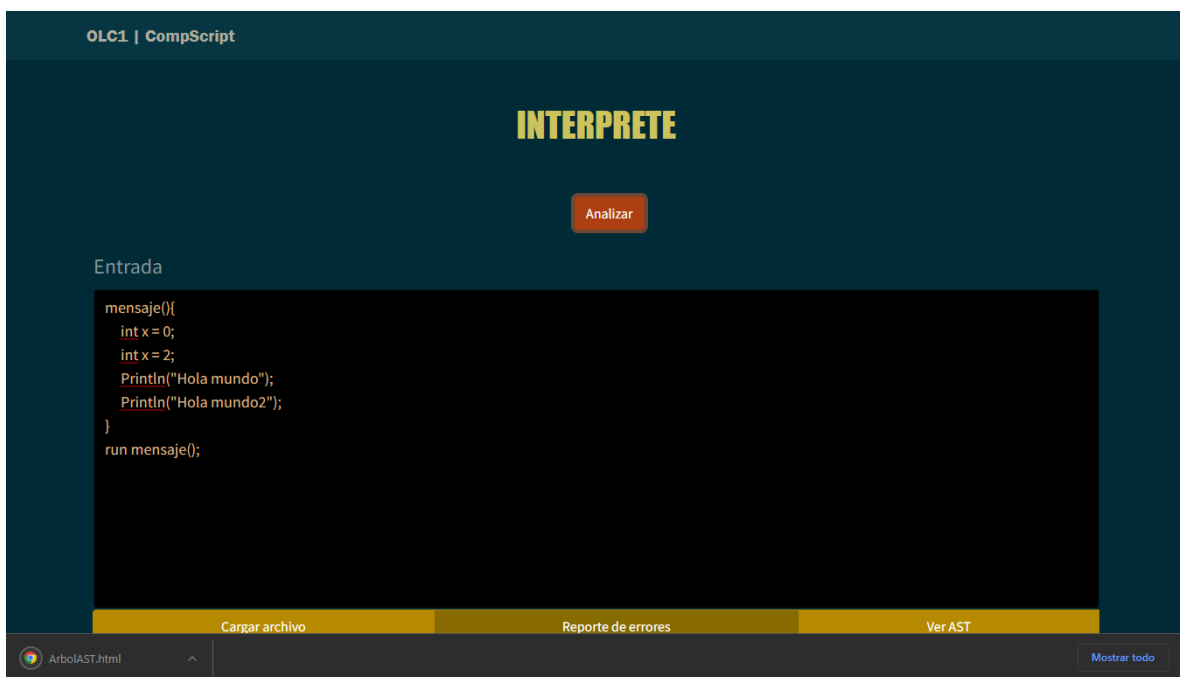 OLC1 | CompScript
INTERPRETE
Analizar
Entrada
mensaje(){
int x = 0;
int x = 2;
Println("Hola mundo");
Println("Hola mundo2");
}
run mensaje();
Cargar archivo Reporte de errores Ver AST
ArbolAST.html Mostrar todo